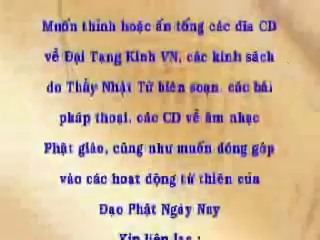 Muốn thỉnh hoặc ấn tống các đĩa CD
về Đại Tạng Kinh VN, các kinh sách
do Thầy Nhật Từ biên soạn, các bài
pháp thoại, các CD về âm nhạc
Phật giáo, cũng như muốn đóng góp
vào các hoạt động từ thiên của
Đạo Phật Ngày Nay
Xin liên lạc :